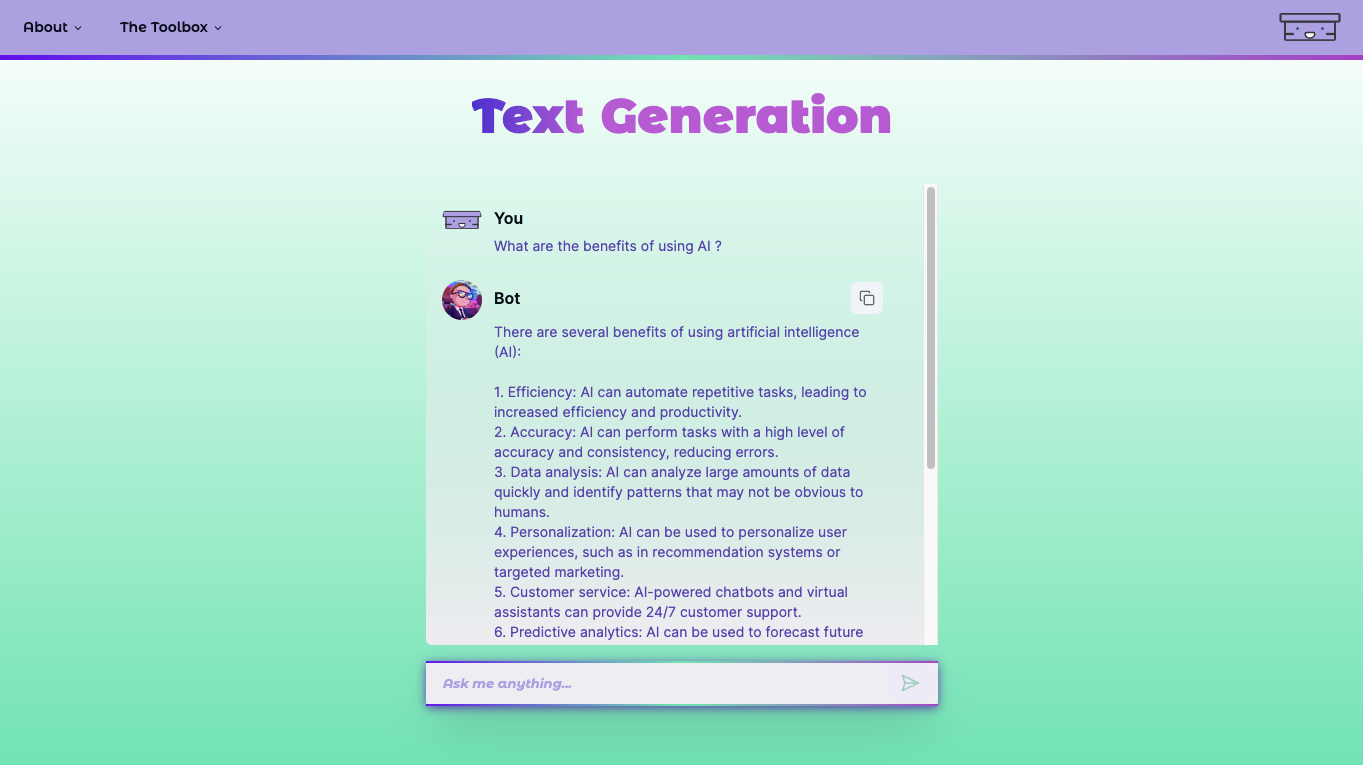 About
The Toolbox
Text Generation
You
What are the benefits of using AI ?
Bot
There are several benefits of using artificial intelligence
(AI):
1. Efficiency: AI can automate repetitive tasks, leading to
increased efficiency and productivity.
2. Accuracy: AI can perform tasks with a high level of
accuracy and consistency, reducing errors.
3. Data analysis: AI can analyze large amounts of data
quickly and identify patterns that may not be obvious to
humans.
4. Personalization: AI can be used to personalize user
experiences, such as in recommendation systems or
targeted marketing.
5. Customer service: AI-powered chatbots and virtual
assistants can provide 24/7 customer support.
6. Predictive analytics: AI can be used to forecast future
Ask me anything...